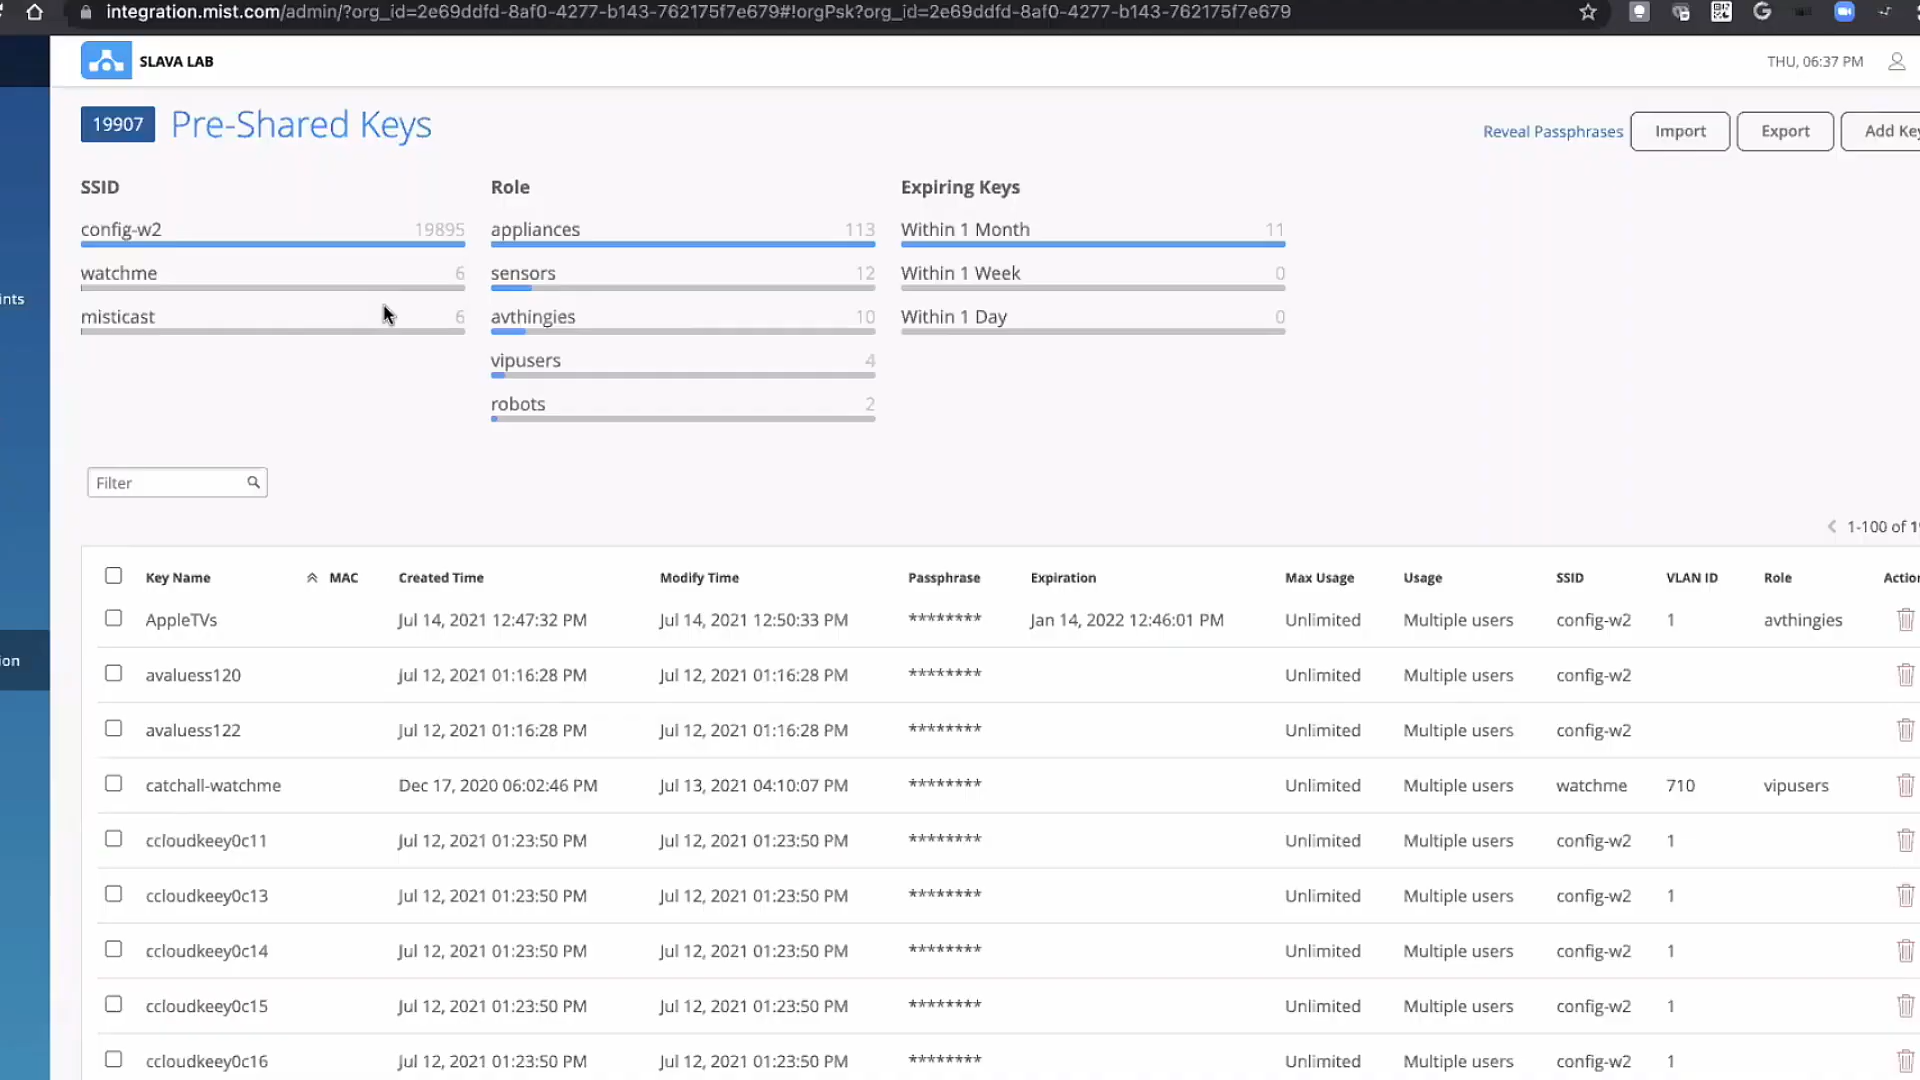 integration.mist.com/admin/?org_id=2e69ddfd-8af0-4277-b143-762175f7e679#!orgPsk?org_id=2e69ddfd-8af0-4277-b143-762175f7e679
SLAVA LAB
THU, 06:37 PM
19907 Pre-Shared Keys
Reveal Passphrases Import Export Add Key
SSID Role Expiring Keys
config-w2 19895 appliances 113 Within 1 Month 11
ints
watchme 6 sensors 12 Within 1 Week 0
misticast 6 avthingies 10 Within 1 Day 0
vipusers 4
robots 2
Filter
< 1-100 of 19
Key Name MAC Created Time Modify Time Passphrase Expiration Max Usage Usage SSID VLAN ID Role Action
AppleTVs Jul 14, 2021 12:47:32 PM Jul 14, 2021 12:50:33 PM ******** Jan 14, 2022 12:46:01 PM Unlimited Multiple users config-w2 1 avthingies
ion
avaluess120 Jul 12, 2021 01:16:28 PM Jul 12, 2021 01:16:28 PM ******** Unlimited Multiple users config-w2
avaluess122 Jul 12, 2021 01:16:28 PM Jul 12, 2021 01:16:28 PM ******** Unlimited Multiple users config-w2
catchall-watchme Dec 17, 2020 06:02:46 PM Jul 13, 2021 04:10:07 PM ******** Unlimited Multiple users watchme 710 vipusers
ccloudkeey0c11 Jul 12, 2021 01:23:50 PM Jul 12, 2021 01:23:50 PM ******** Unlimited Multiple users config-w2 1
ccloudkeey0c13 Jul 12, 2021 01:23:50 PM Jul 12, 2021 01:23:50 PM ******** Unlimited Multiple users config-w2 1
ccloudkeey0c14 Jul 12, 2021 01:23:50 PM Jul 12, 2021 01:23:50 PM ******** Unlimited Multiple users config-w2 1
ccloudkeey0c15 Jul 12, 2021 01:23:50 PM Jul 12, 2021 01:23:50 PM ******** Unlimited Multiple users config-w2 1
ccloudkeey0c16 Jul 12, 2021 01:23:50 PM Jul 12, 2021 01:23:50 PM ******** Unlimited Multiple users config-w2 1